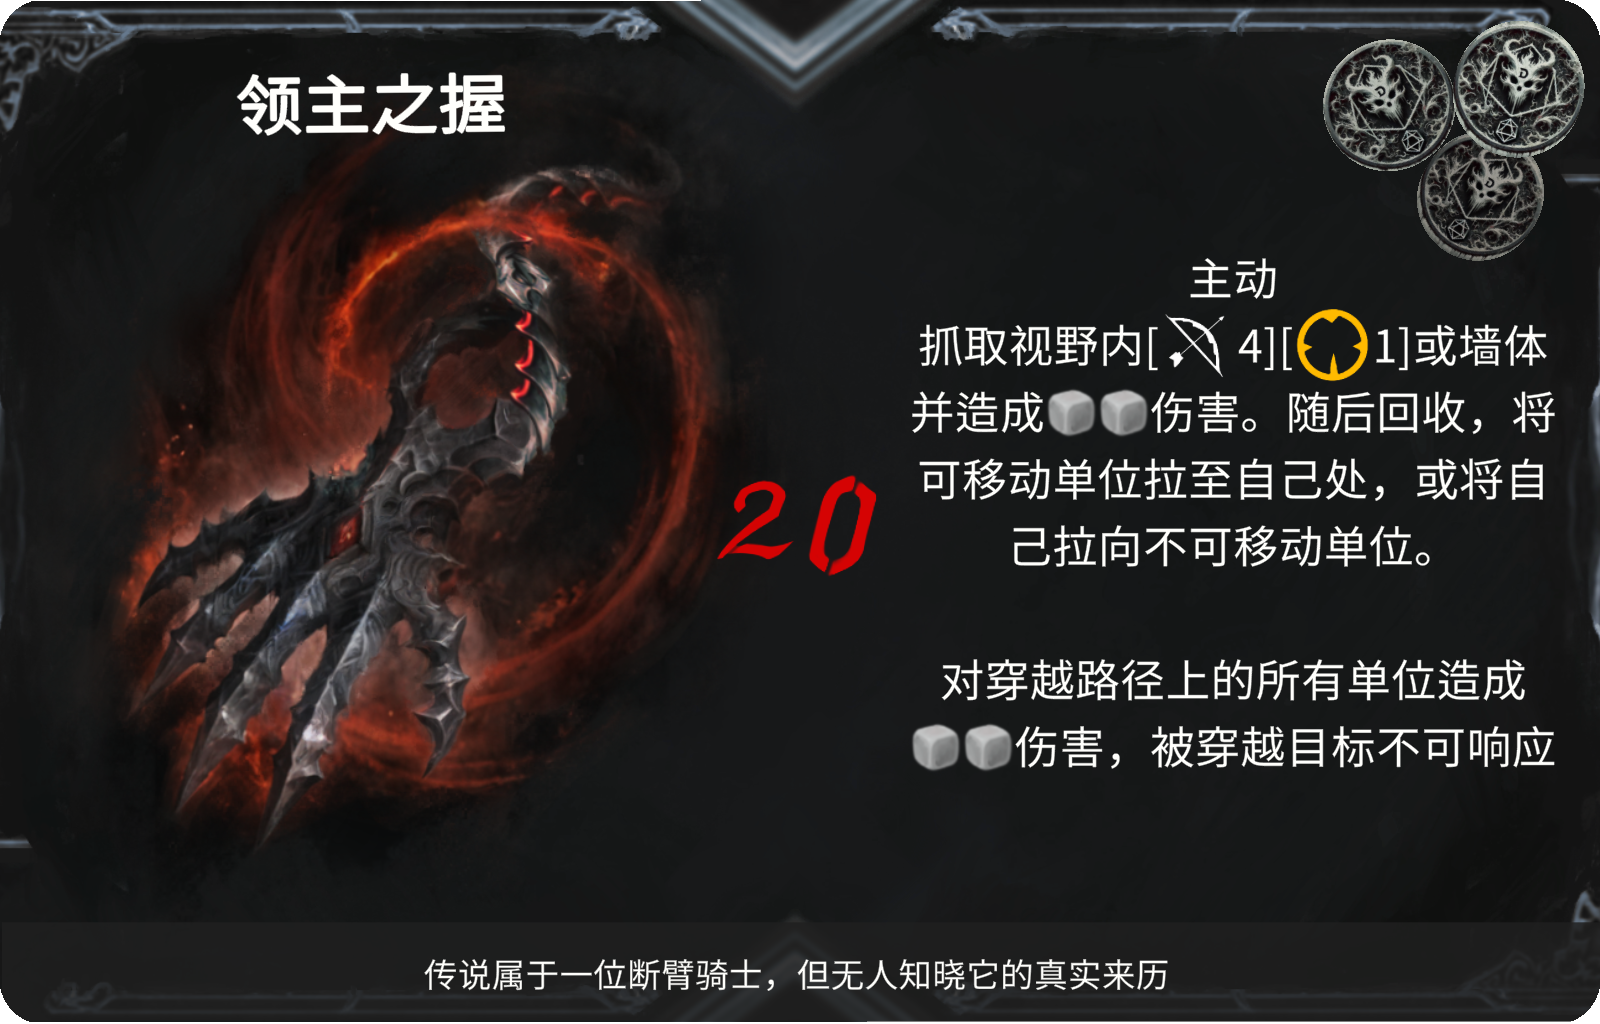 领主之握
主动
抓取视野内[ 4][ 1]或墙体
并造成伤害。随后回收，将
可移动单位拉至自己处，或将自
己拉向不可移动单位。
20
对穿越路径上的所有单位造成
伤害，被穿越目标不可响应
传说属于一位断臂骑士，但无人知晓它的真实来历